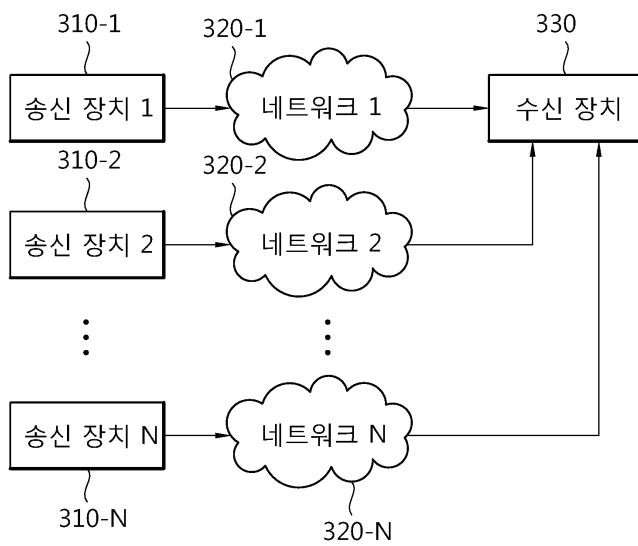 310-1
320-1
330
송신 장치 1
네트워크 1
수신 장치
310-2
320-2
송신 장치 2
네트워크 2
송신 장치 N
네트워크 N
310-N
320-N